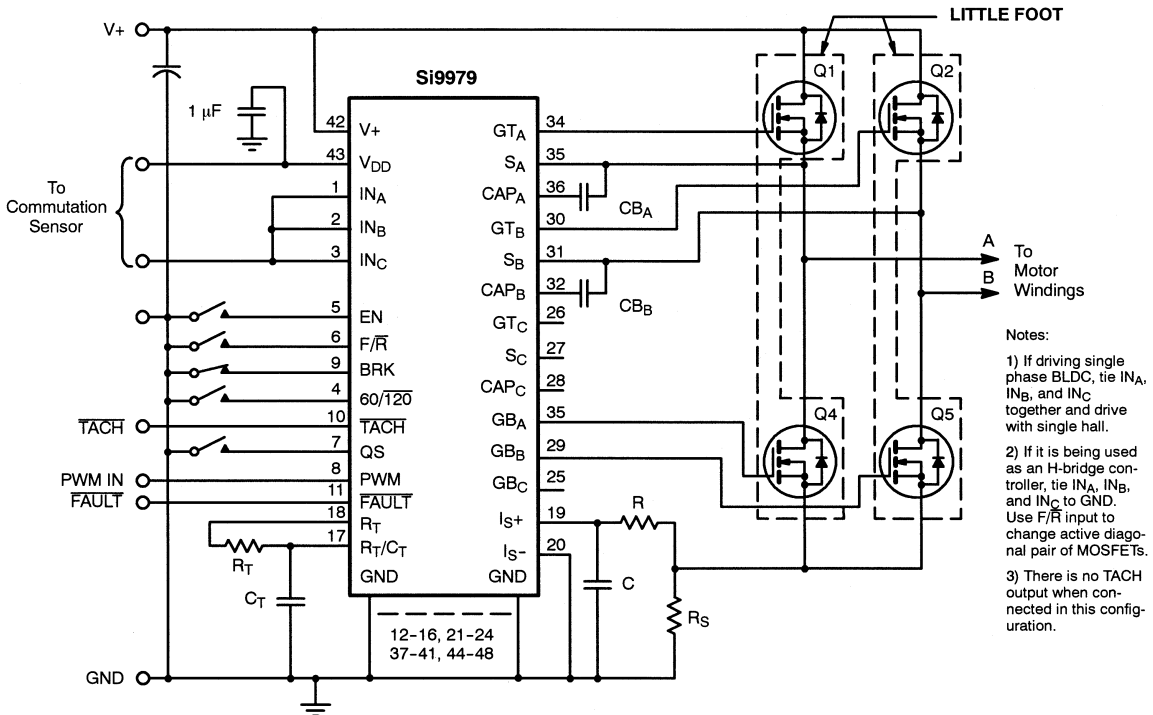 LITTLE FOOT
V+
Si9979
Q1
Q2
1 μF
42
V+
GTA
34
43
VDD
SA
35
To
Commutation
Sensor
1
INA
CAPA
36
CBA
2
INB
GTB
30
3
INC
SB
31
CAPB
32
CBB
A
B
To
Motor
Windings
5
EN
GTC
26
6
F/R̅
SC
27
9
BRK
CAPC
28
4
60/1̅2̅0̅
GBA
35
T̅A̅C̅H̅
10
T̅A̅C̅H̅
GBB
29
7
QS
GBC
25
PWM IN
8
PWM
F̅A̅U̅L̅T̅
11
F̅A̅U̅L̅T̅
IS+
19
R
18
RT
17
RT/CT
IS−
20
RT
GND
GND
C
CT
RS
12−16, 21−24
37−41, 44−48
GND
Q4
Q5
Notes:
1) If driving single
phase BLDC, tie INA,
INB, and INC
together and drive
with single hall.
2) If it is being used
as an H-bridge con-
troller, tie INA, INB,
and INC to GND.
Use F/R̅ input to
change active diago-
nal pair of MOSFETs.
3) There is no TACH
output when con-
nected in this config-
uration.